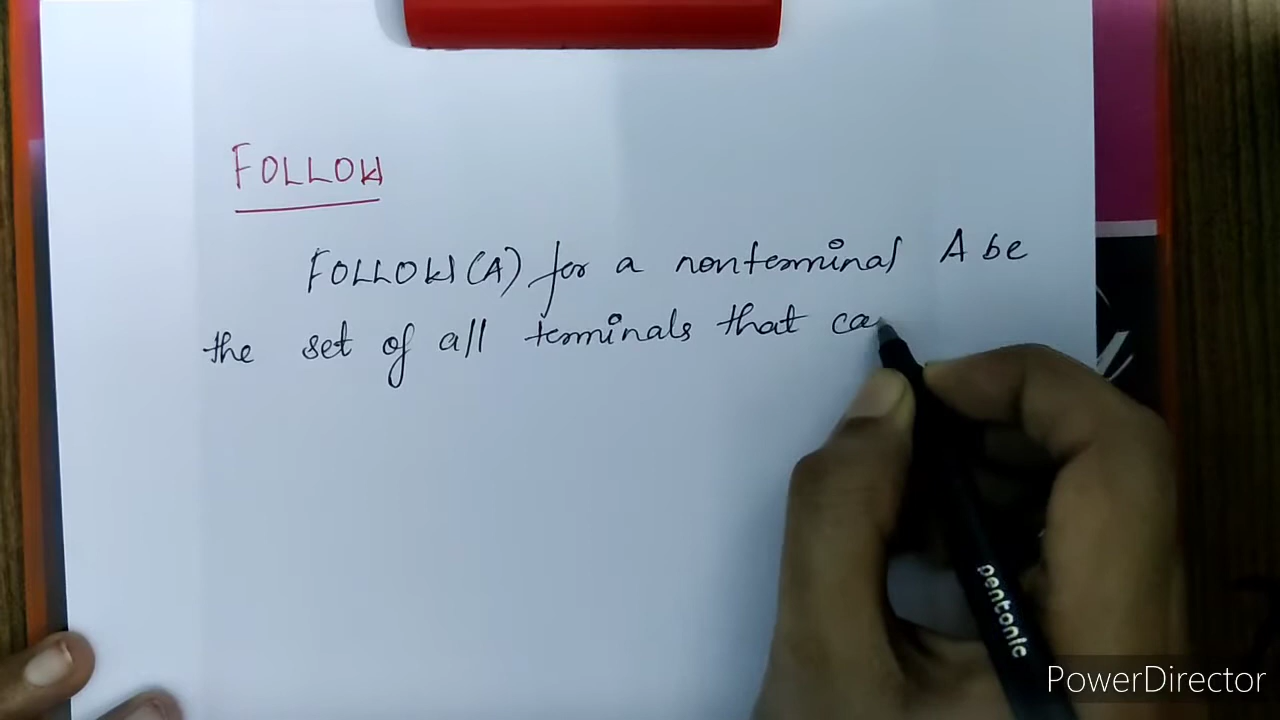 FOLLOW
FOLLOW(A) for a nonterminal A be
the set of all terminals that ca
pentonic
PowerDirector